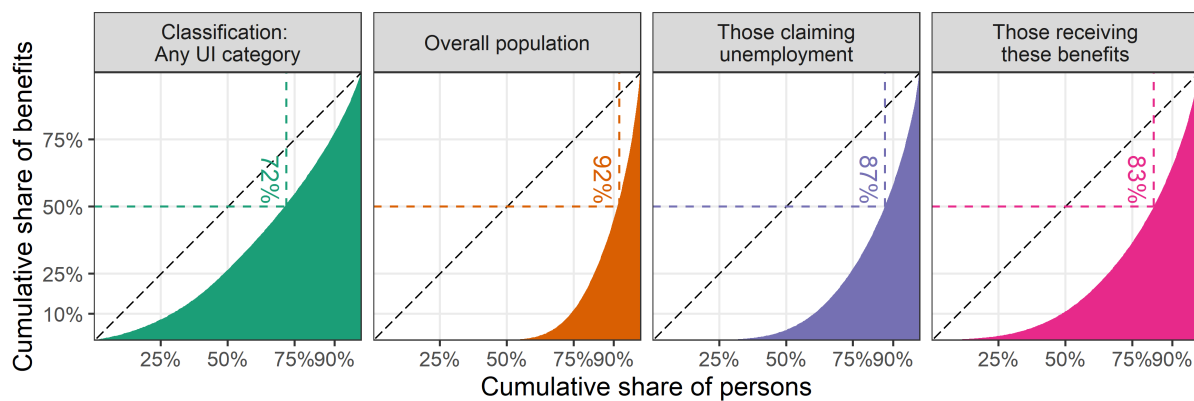 Classification:
Any UI category
Overall population
Those claiming
unemployment
Those receiving
these benefits
Cumulative share of benefits
75%
50%
25%
10%
72%
92%
87%
83%
25% 50% 75% 90%
25% 50% 75% 90%
25% 50% 75% 90%
25% 50% 75% 90%
Cumulative share of persons